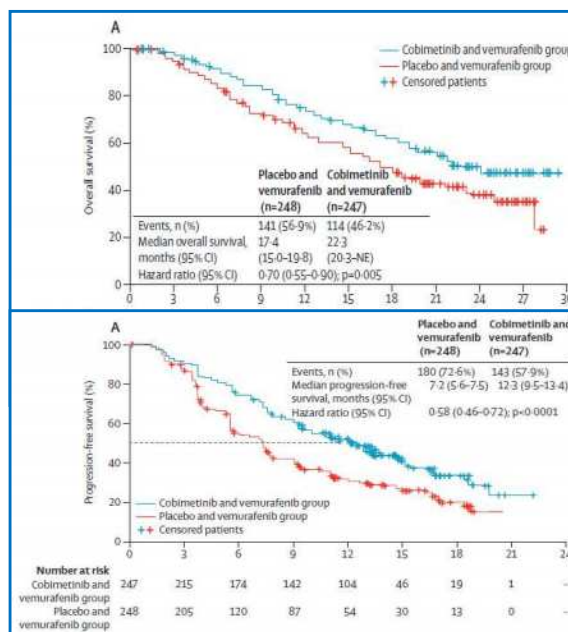 A
100
80
60
40
20
0
Overall survival (%)
Cobimetinib and vemurafenib group
Placebo and vemurafenib group
Censored patients
Placebo and vemurafenib (n=248)
Cobimetinib and vemurafenib (n=247)
Events, n (%) 141 (56·9%) 114 (46·2%)
Median overall survival, months (95% CI) 17·4 (15·0–19·8) 22·3 (20·3–NE)
Hazard ratio (95% CI) 0·70 (0·55–0·90); p=0·005
0 3 6 9 12 15 18 21 24 27 30
A
100
80
60
40
20
0
Progression-free survival (%)
Placebo and vemurafenib (n=248)
Cobimetinib and vemurafenib (n=247)
Events, n (%) 180 (72·6%) 143 (57·9%)
Median progression-free survival, months (95% CI) 7·2 (5·6–7·5) 12·3 (9·5–13·4)
Hazard ratio (95% CI) 0·58 (0·46–0·72); p<0·0001
Cobimetinib and vemurafenib group
Placebo and vemurafenib group
Censored patients
0 3 6 9 12 15 18 21 24
Number at risk
Cobimetinib and vemurafenib group 247 215 174 142 104 46 19 1 -
Placebo and vemurafenib group 248 205 120 87 54 30 13 0 -